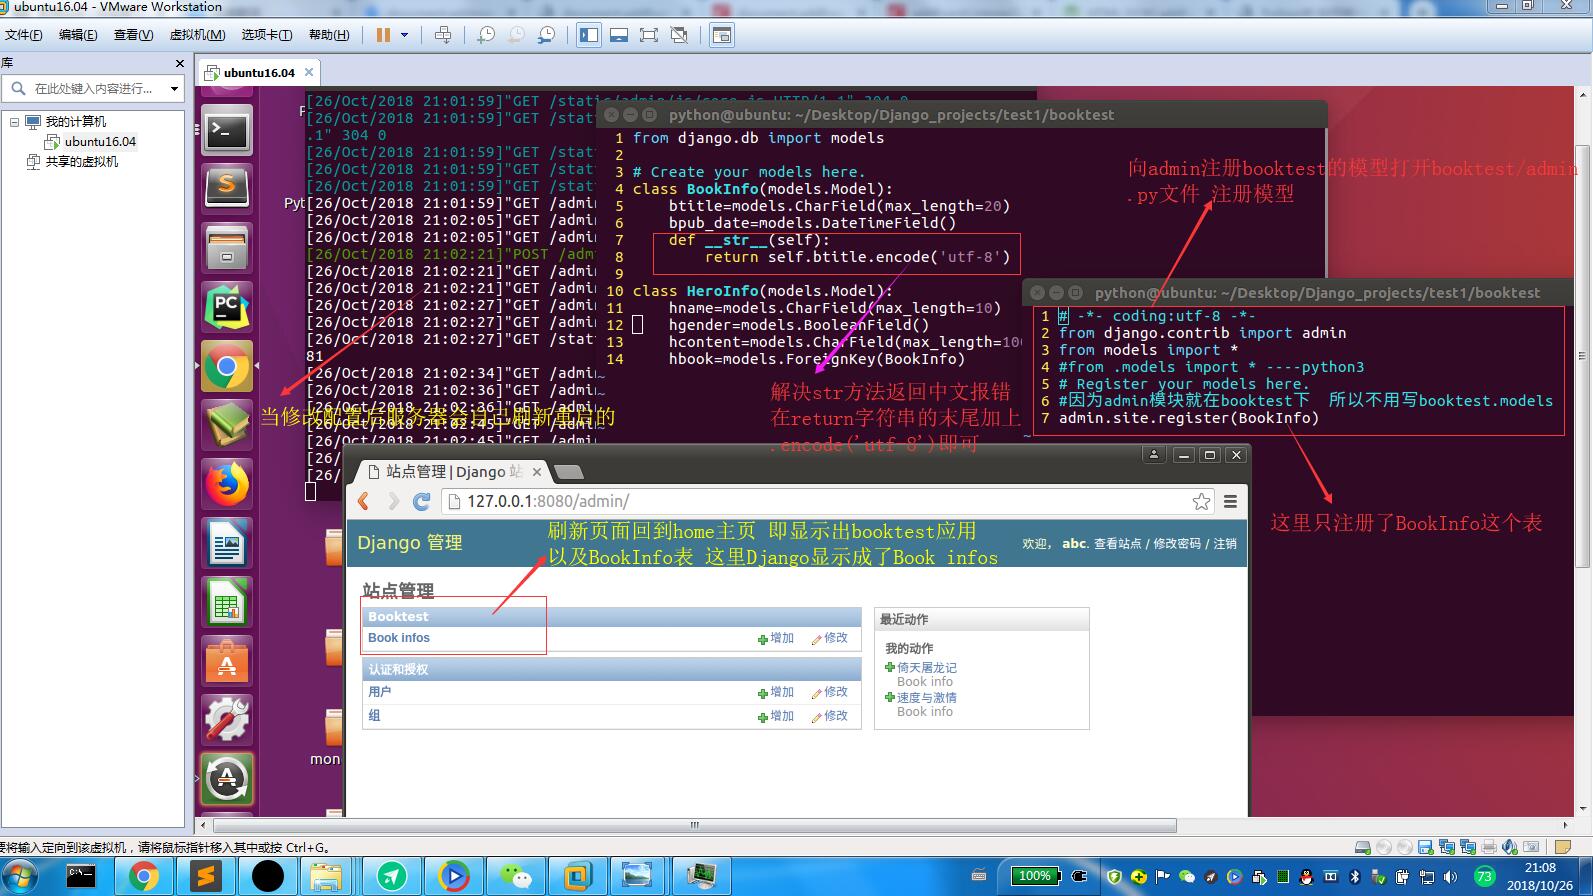 ubuntu16.04 - VMware Workstation
文件(F) 编辑(E) 查看(V) 虚拟机(M) 选项卡(T) 帮助(H)
库
在此处键入内容进行...
我的计算机
ubuntu16.04
共享的虚拟机
ubuntu16.04
[26/Oct/2018 21:01:59]"GET /static/admin/js/core.js HTTP/1.1" 304 0
[26/Oct/2018 21:01:59]"GET /stat
.1" 304 0
[26/Oct/2018 21:01:59]"GET /stat
[26/Oct/2018 21:01:59]"GET /stat
[26/Oct/2018 21:01:59]"GET /stat
[26/Oct/2018 21:01:59]"GET /admi
[26/Oct/2018 21:02:05]"GET /admi
[26/Oct/2018 21:02:05]"GET /admi
[26/Oct/2018 21:02:21]"POST /adm
[26/Oct/2018 21:02:21]"GET /admi
[26/Oct/2018 21:02:21]"GET /admi
[26/Oct/2018 21:02:27]"GET /admi
[26/Oct/2018 21:02:27]"GET /admi
[26/Oct/2018 21:02:27]"GET /stat
81
[26/Oct/2018 21:02:34]"GET /admi
[26/Oct/2018 21:02:36]"GET /admi
[26/Oct/2018 21:02:36]"GET /admi
[26/Oct/2018 21:02:45]"GET /admi
[26/Oct/2018 21:02:45]"GET /admi
[26/
[26/
Pyt
mon
当修改配置后服务器会自己刷新重启的
python@ubuntu: ~/Desktop/Django_projects/test1/booktest
1 from django.db import models
2
3 # Create your models here.
4 class BookInfo(models.Model):
5 btitle=models.CharField(max_length=20)
6 bpub_date=models.DateTimeField()
7 def __str__(self):
8 return self.btitle.encode('utf-8')
9
10 class HeroInfo(models.Model):
11 hname=models.CharField(max_length=10)
12 hgender=models.BooleanField()
13 hcontent=models.CharField(max_length=10
14 hbook=models.ForeignKey(BookInfo)
~
解决str方法返回中文报错
在return字符串的末尾加上
.encode('utf-8')即可
向admin注册booktest的模型打开booktest/admin
.py文件 注册模型
python@ubuntu: ~/Desktop/Django_projects/test1/booktest
1 # -*- coding:utf-8 -*-
2 from django.contrib import admin
3 from models import *
4 #from .models import * ----python3
5 # Register your models here.
6 #因为admin模块就在booktest下 所以不用写booktest.models
7 admin.site.register(BookInfo)
~
这里只注册了BookInfo这个表
站点管理 | Django 站
127.0.0.1:8080/admin/
刷新页面回到home主页 即显示出booktest应用
以及BookInfo表 这里Django显示成了Book infos
Django 管理
欢迎， abc. 查看站点 / 修改密码 / 注销
站点管理
Booktest
Book infos 增加 修改
认证和授权
用户 增加 修改
组 增加 修改
最近动作
我的动作
倚天屠龙记
Book info
速度与激情
Book info
要将输入定向到该虚拟机，请将鼠标指针移入其中或按 Ctrl+G。
100%
73
21:08
2018/10/26